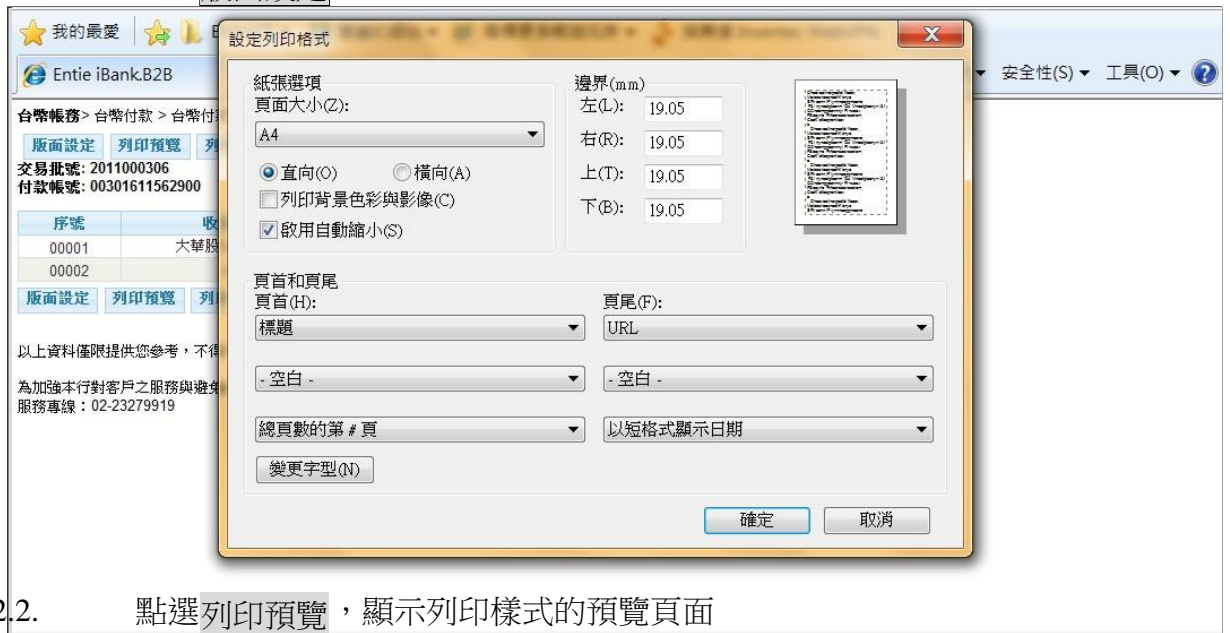 我的最愛
設定列印格式
X
Entie iBank.B2B
安全性(S)
工具(O)
台幣帳務> 台幣付款 > 台幣付
版面設定 列印預覽 列
交易批號: 2011000306
付款帳號: 00301611562900
序號 收
00001 大華股
00002
版面設定 列印預覽 列
以上資料僅限提供您參考,不得
為加強本行對客戶之服務與避免
服務專線:02-23279919
紙張選項
頁面大小(Z):
A4
直向(O) 橫向(A)
列印背景色彩與影像(C)
啟用自動縮小(S)
邊界(mm)
左(L): 19.05
右(R): 19.05
上(T): 19.05
下(B): 19.05
頁首和頁尾
頁首(H): 頁尾(F):
標題 URL
- 空白 - - 空白 -
總頁數的第 # 頁 以短格式顯示日期
變更字型(N)
確定 取消
2.2. 點選列印預覽,顯示列印樣式的預覽頁面